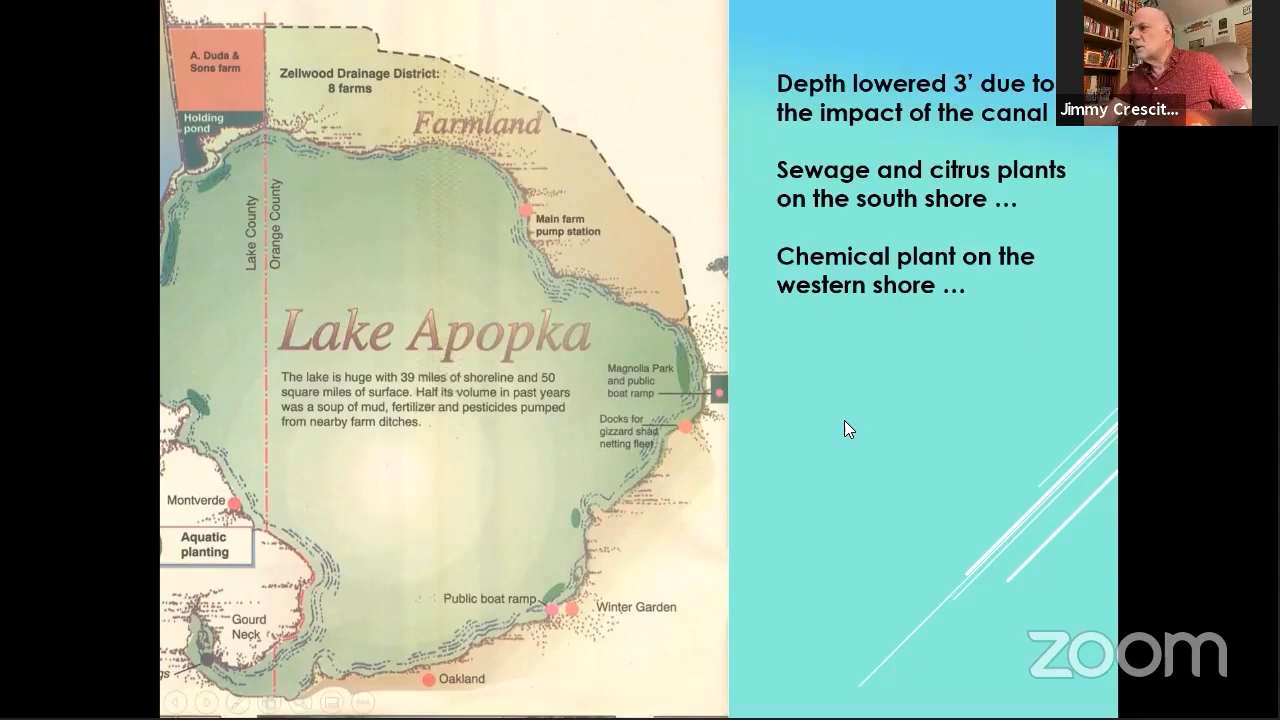 A. Duda &
Sons farm
Holding
pond
Zellwood Drainage District:
8 farms
Farmland
Lake County
Orange County
Main farm
pump station
Lake Apopka
The lake is huge with 39 miles of shoreline and 50
square miles of surface. Half its volume in past years
was a soup of mud, fertilizer and pesticides pumped
from nearby farm ditches.
Magnolia Park
and public
boat ramp
Docks for
gizzard shad
netting fleet
Montverde
Aquatic
planting
Gourd
Neck
gs
Public boat ramp
Winter Garden
Oakland
Depth lowered 3’ due to
the impact of the canal
Sewage and citrus plants
on the south shore …
Chemical plant on the
western shore …
Jimmy Crescit...
zoom